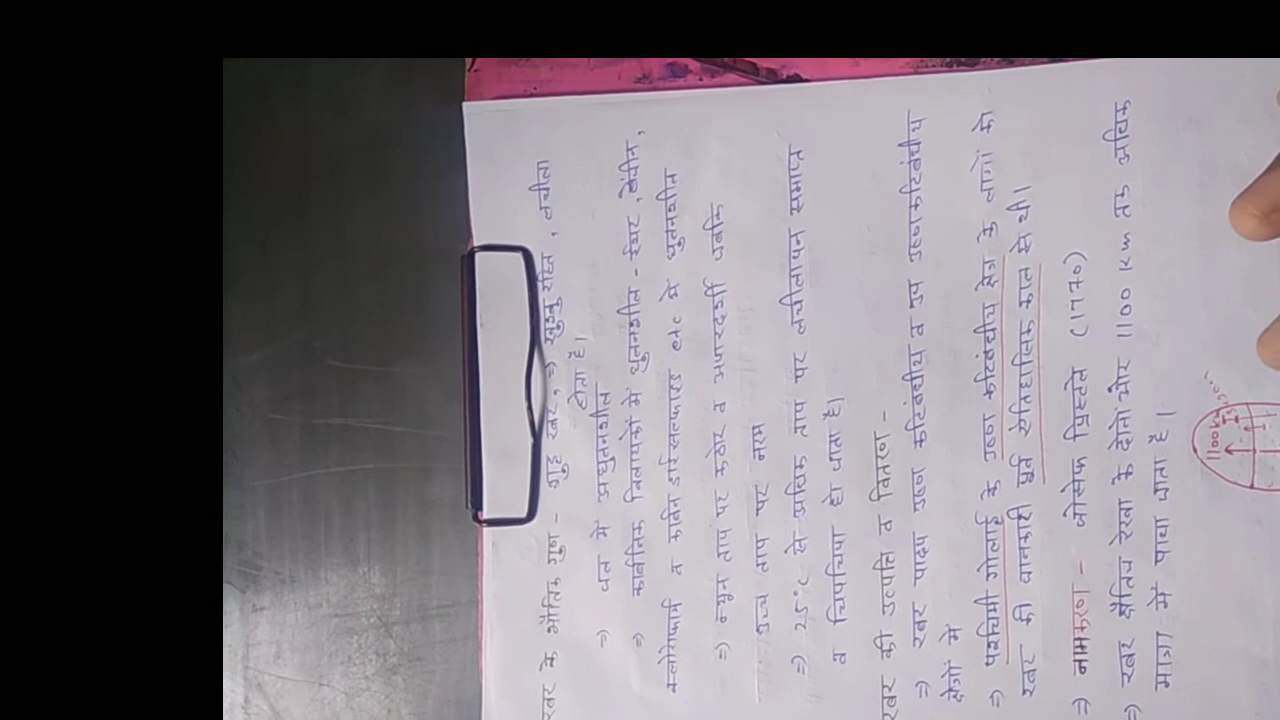 रबर के भौतिक गुण - शुद्ध रबर, ⇒ खुशबु रहित, लचीला
होता है।
⇒ जल में अघुलनशील
⇒ कार्बनिक विलायकों में घुलनशील - ईथर, बेंजीन,
क्लोरोफार्म व कार्बन डाईसल्फाइड etc में घुलनशील
⇒ न्यून ताप पर कठोर व अपारदर्शी जबकि
उच्च ताप पर नरम
⇒ 25°C से अधिक ताप पर लचीलापन समाप्त
व चिपचिपा हो जाता है।
रबर की उत्पत्ति व वितरण -
⇒ रबर पादप उष्ण कटिबंधीय व उप उष्णकटिबंधीय
क्षेत्रों में
⇒ पश्चिमी गोलार्द्ध के उष्ण कटिबंधीय क्षेत्र के लोगों को
रबर की जानकारी पूर्व ऐतिहासिक काल से थी।
⇒ नामकरण - जोसेफ प्रिस्टले (1770)
⇒ रबर क्षैतिज रेखा के दोनों ओर 1100 km तक अधिक
मात्रा में पाया जाता है।
1100 km